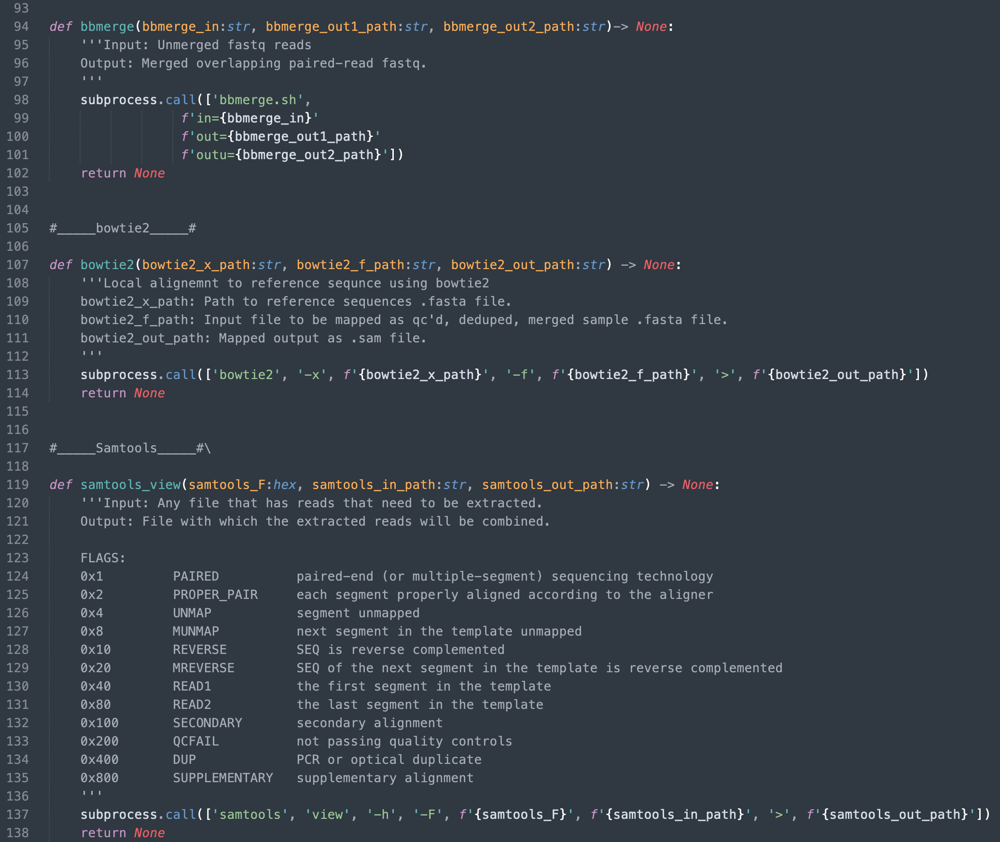 93
94 def bbmerge(bbmerge_in:str, bbmerge_out1_path:str, bbmerge_out2_path:str)-> None:
95     '''Input: Unmerged fastq reads
96     Output: Merged overlapping paired-read fastq.
97     '''
98     subprocess.call(['bbmerge.sh',
99                  f'in={bbmerge_in}'
100                  f'out={bbmerge_out1_path}'
101                  f'outu={bbmerge_out2_path}'])
102     return None
103
104
105 #_____bowtie2_____#
106
107 def bowtie2(bowtie2_x_path:str, bowtie2_f_path:str, bowtie2_out_path:str) -> None:
108     '''Local alignemnt to reference sequnce using bowtie2
109     bowtie2_x_path: Path to reference sequences .fasta file.
110     bowtie2_f_path: Input file to be mapped as qc'd, deduped, merged sample .fasta file.
111     bowtie2_out_path: Mapped output as .sam file.
112     '''
113     subprocess.call(['bowtie2', '-x', f'{bowtie2_x_path}', '-f', f'{bowtie2_f_path}', '>', f'{bowtie2_out_path}'])
114     return None
115
116
117 #_____Samtools_____#\
118
119 def samtools_view(samtools_F:hex, samtools_in_path:str, samtools_out_path:str) -> None:
120     '''Input: Any file that has reads that need to be extracted.
121     Output: File with which the extracted reads will be combined.
122
123     FLAGS:
124     0x1         PAIRED          paired-end (or multiple-segment) sequencing technology
125     0x2         PROPER_PAIR     each segment properly aligned according to the aligner
126     0x4         UNMAP           segment unmapped
127     0x8         MUNMAP          next segment in the template unmapped
128     0x10        REVERSE         SEQ is reverse complemented
129     0x20        MREVERSE        SEQ of the next segment in the template is reverse complemented
130     0x40        READ1           the first segment in the template
131     0x80        READ2           the last segment in the template
132     0x100       SECONDARY       secondary alignment
133     0x200       QCFAIL          not passing quality controls
134     0x400       DUP             PCR or optical duplicate
135     0x800       SUPPLEMENTARY   supplementary alignment
136     '''
137     subprocess.call(['samtools', 'view', '-h', '-F', f'{samtools_F}', f'{samtools_in_path}', '>', f'{samtools_out_path}'])
138     return None